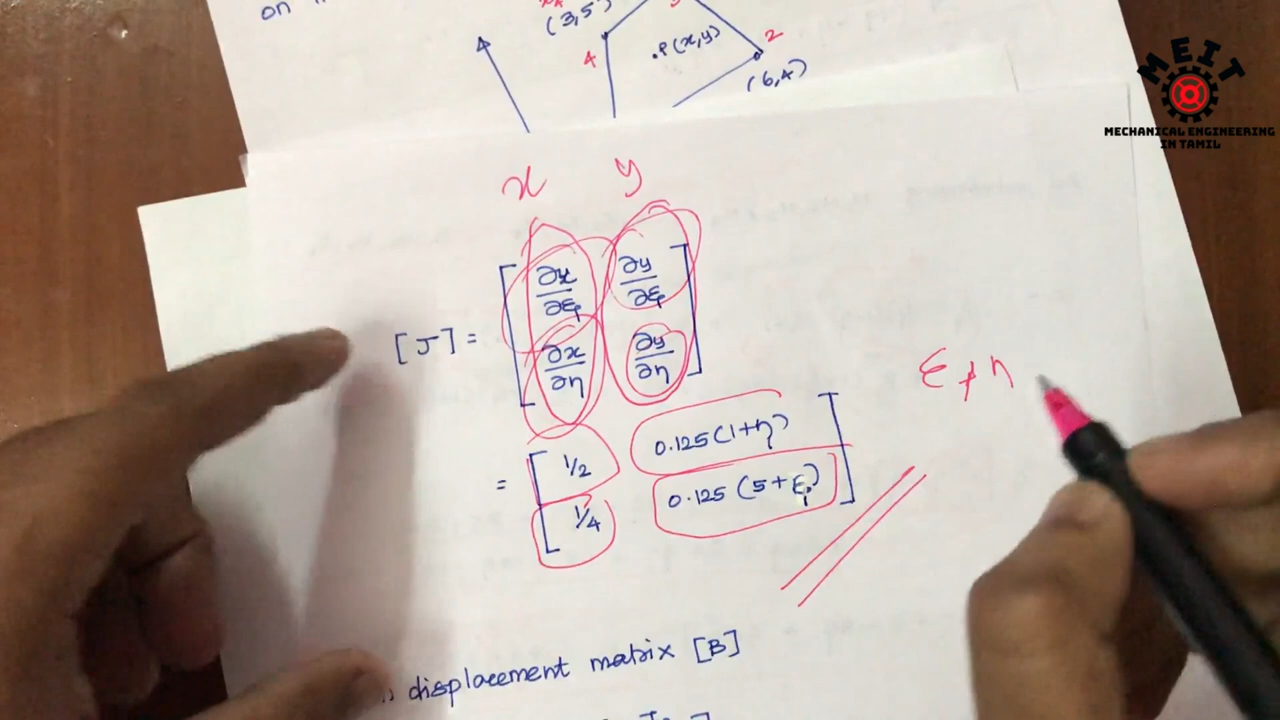 on
(3,5)
4
.P(x,y)
2
(6,4)
MEIT
MECHANICAL ENGINEERING
IN TAMIL
x y
[J] = [ ∂x/∂ξ ∂y/∂ξ
∂x/∂η ∂y/∂η ]
= [ 1/2 0.125(1+η)
1/4 0.125(5+ξ) ]
displacement matrix [B]